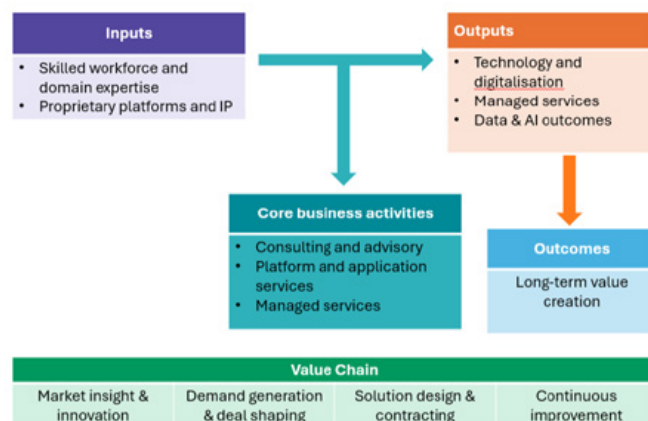 Inputs
• Skilled workforce and
domain expertise
• Proprietary platforms and IP
Outputs
• Technology and
digitalisation
• Managed services
• Data & AI outcomes
Core business activities
• Consulting and advisory
• Platform and application
services
• Managed services
Outcomes
Long-term value
creation
Value Chain
Market insight &
innovation
Demand generation
& deal shaping
Solution design &
contracting
Continuous
improvement